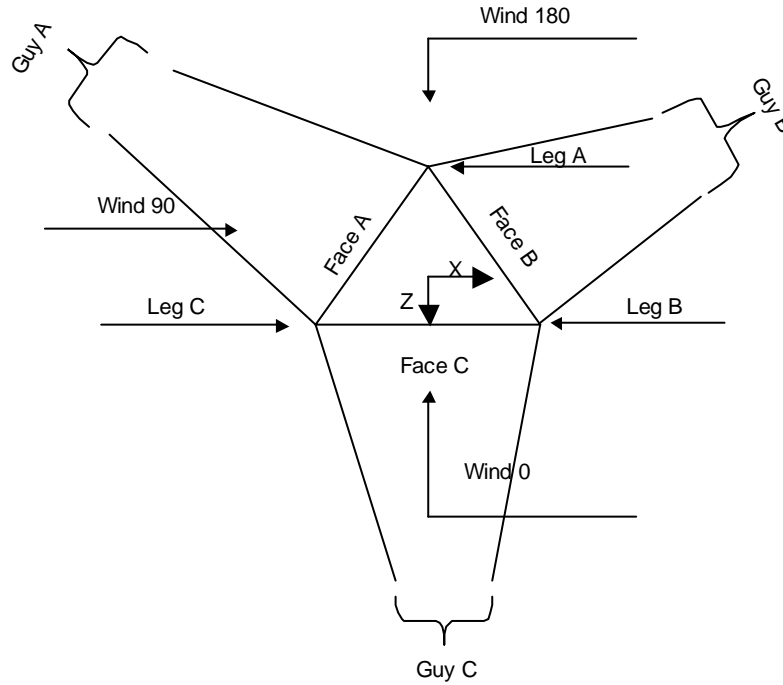 Wind 180
Guy A
Guy B
Leg A
Wind 90
Face A
Face B
X
Z
Leg C
Leg B
Face C
Wind 0
Guy C